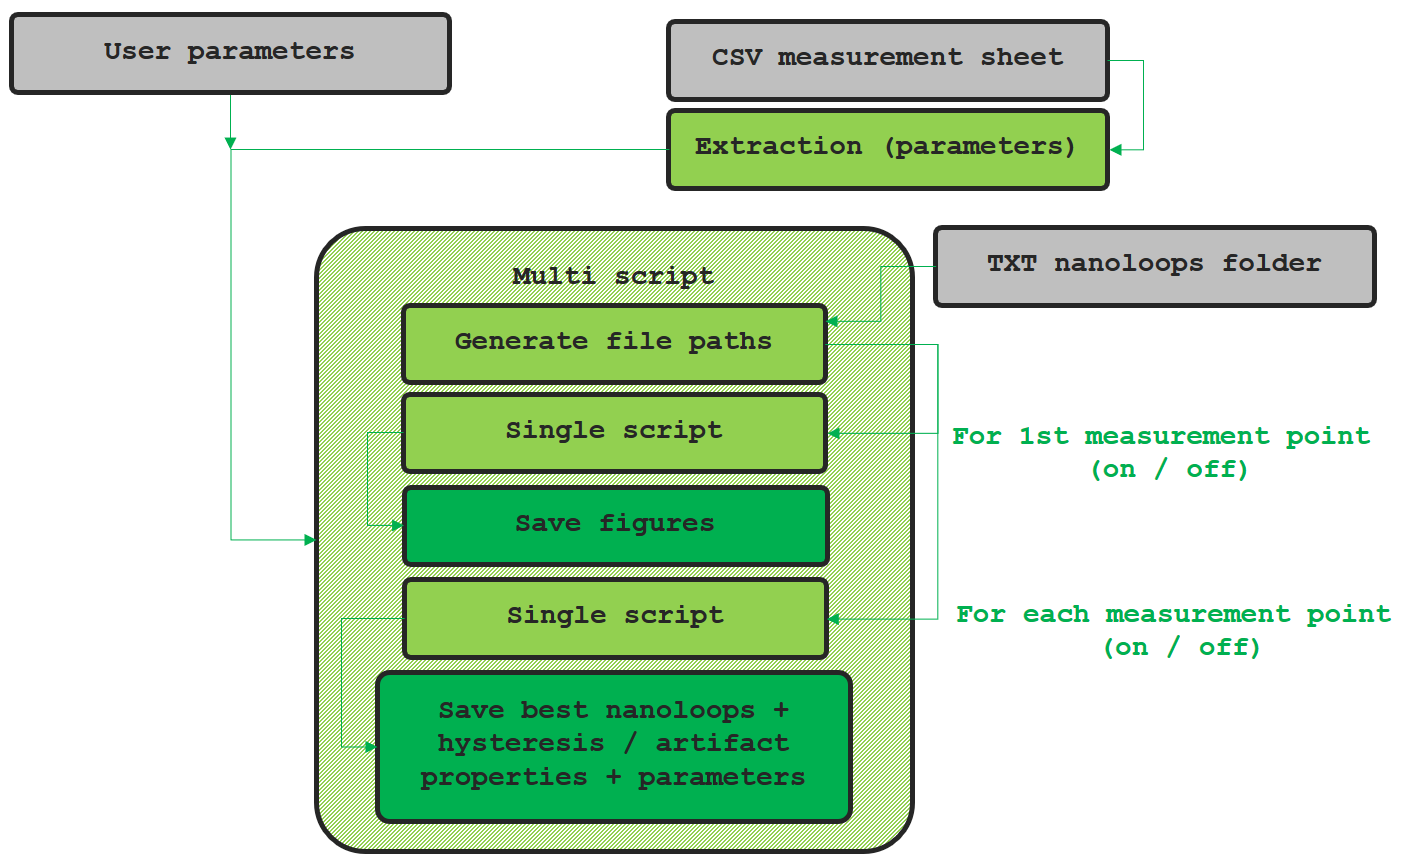 User parameters
CSV measurement sheet
Extraction (parameters)
TXT nanoloops folder
Multi script
Generate file paths
Single script
For 1st measurement point
(on / off)
Save figures
Single script
For each measurement point
(on / off)
Save best nanoloops +
hysteresis / artifact
properties + parameters